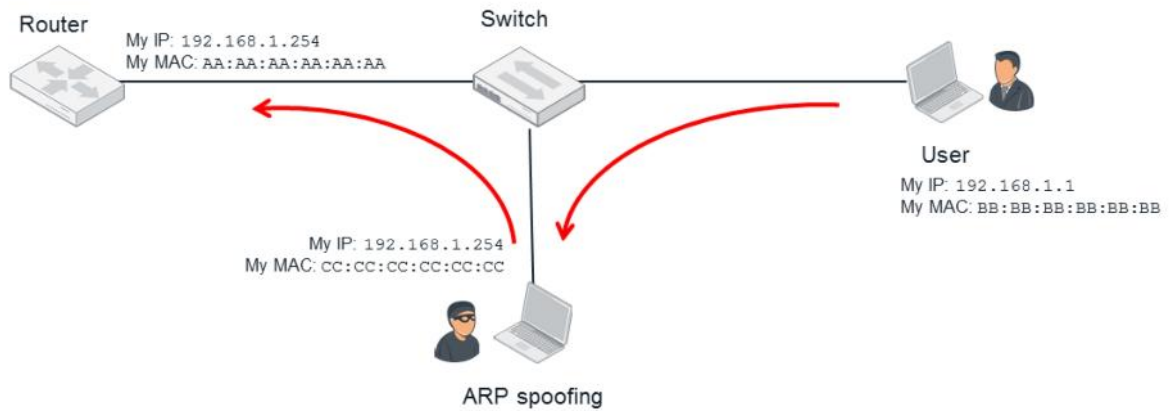 Router
Switch
My IP: 192.168.1.254
My MAC: AA:AA:AA:AA:AA:AA
User
My IP: 192.168.1.1
My MAC: BB:BB:BB:BB:BB:BB
My IP: 192.168.1.254
My MAC: CC:CC:CC:CC:CC:CC
ARP spoofing